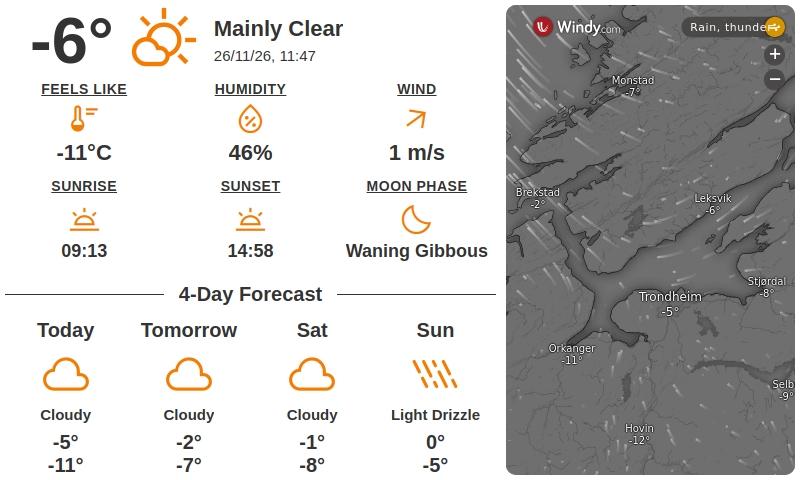 -6°
Mainly Clear
26/11/26, 11:47
FEELS LIKE
HUMIDITY
WIND
-11°C
46%
1 m/s
SUNRISE
SUNSET
MOON PHASE
09:13
14:58
Waning Gibbous
4-Day Forecast
Today
Tomorrow
Sat
Sun
Cloudy
Cloudy
Cloudy
Light Drizzle
-5°
-2°
-1°
0°
-11°
-7°
-8°
-5°
Windy.com
Rain, thunde
+
−
Monstad
-7°
Brekstad
-2°
Leksvik
-6°
Stjørdal
-8°
Trondheim
-5°
Orkanger
-11°
Selb
-9°
Hovin
-12°